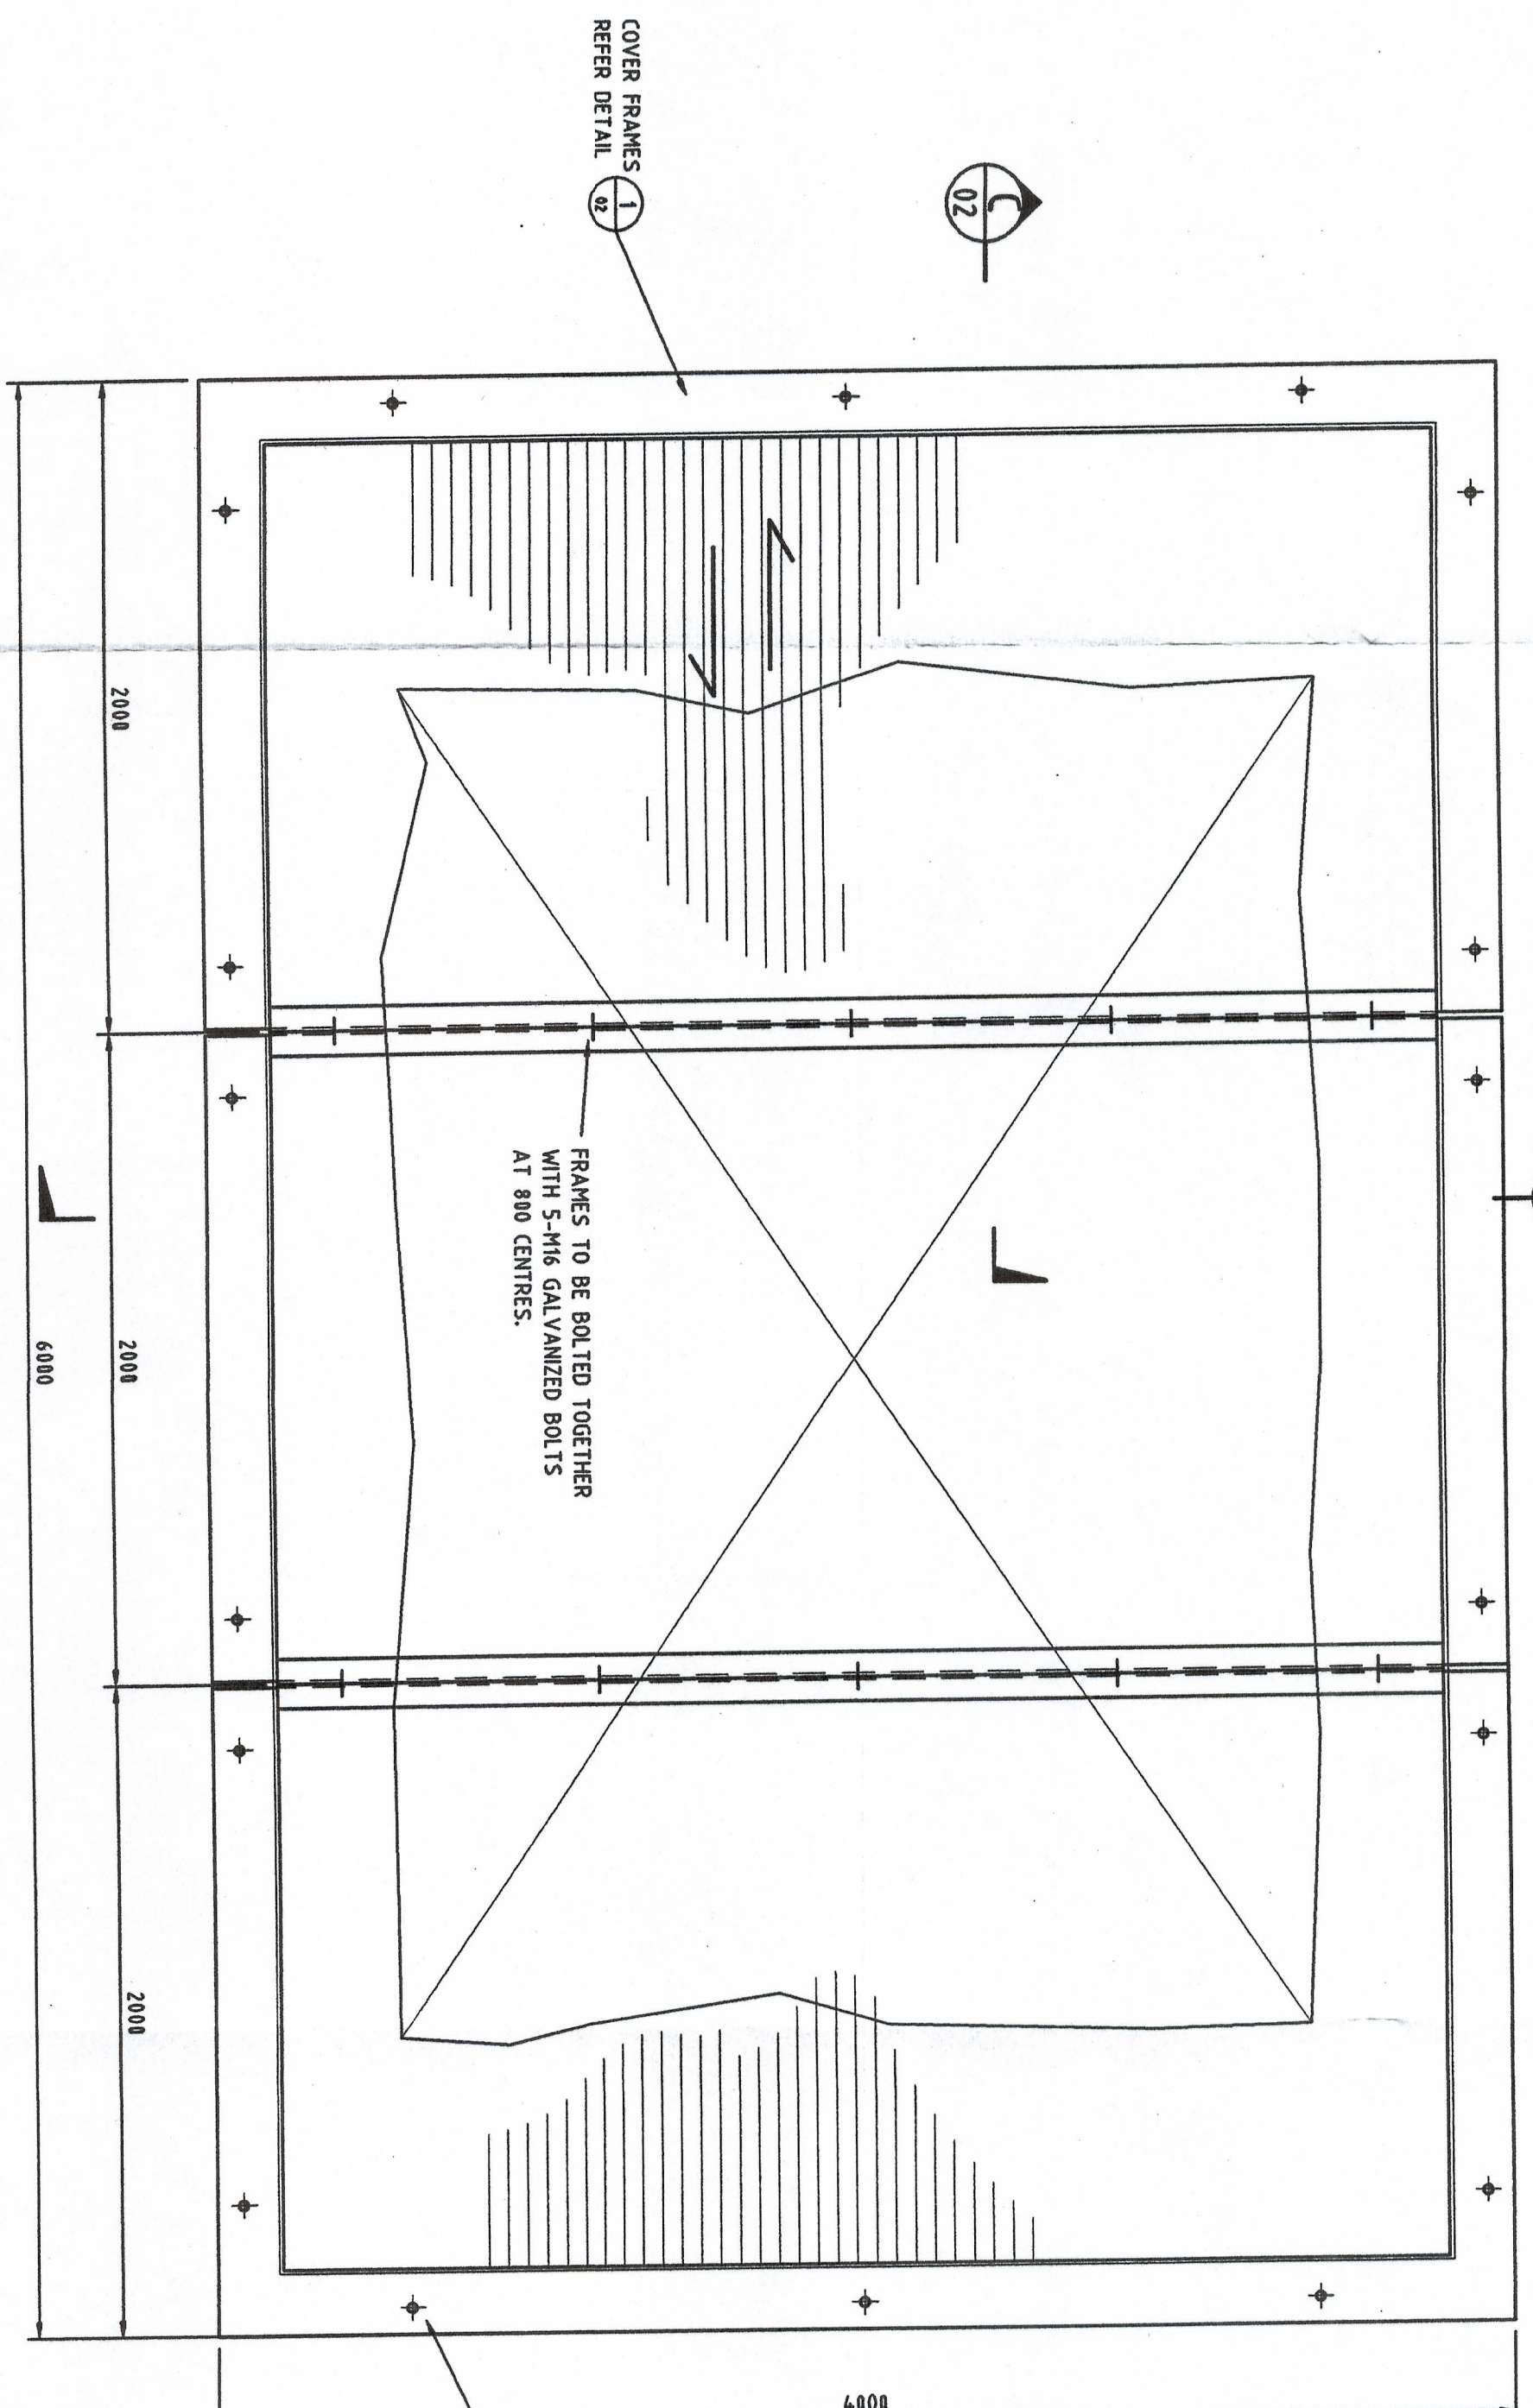 COVER FRAMES
REFER DETAIL
1
02
C
02
FRAMES TO BE BOLTED TOGETHER
WITH 5-M16 GALVANIZED BOLTS
AT 800 CENTRES.
2000
2000
2000
6000
4000